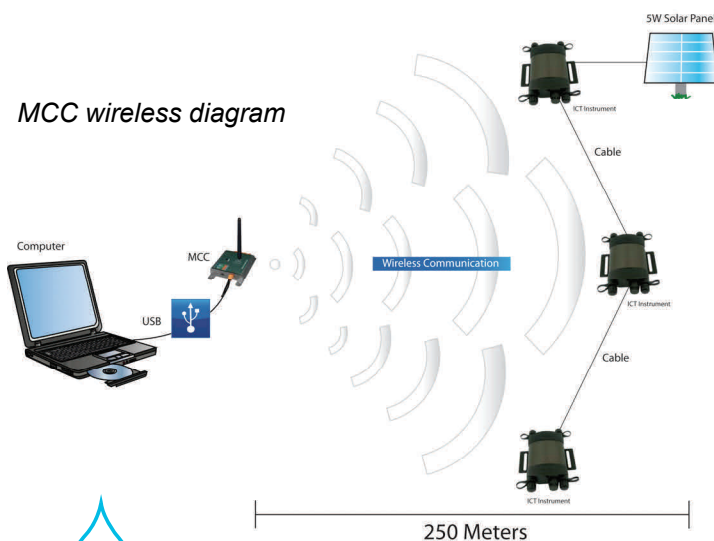 5W Solar Panel
MCC wireless diagram
ICT Instrument
Cable
Computer
MCC
Wireless Communication
USB
ICT Instrument
Cable
ICT Instrument
250 Meters